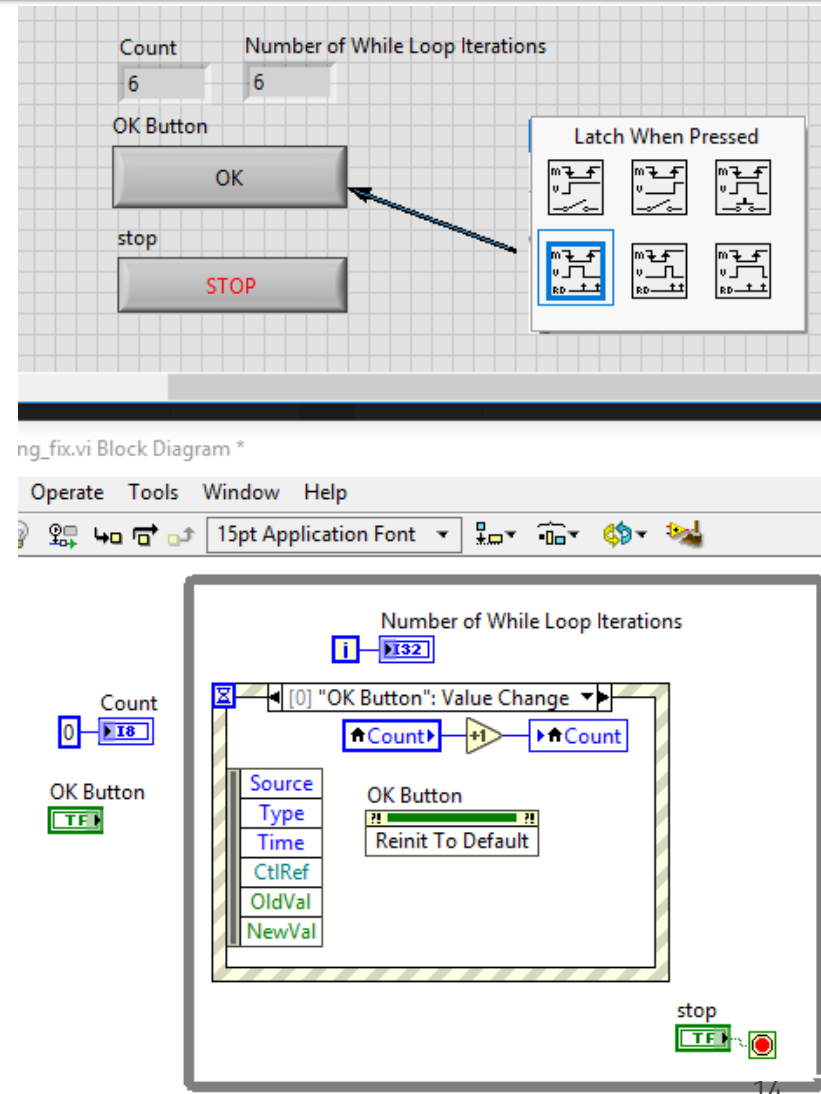 Count
Number of While Loop Iterations
6
6
OK Button
OK
stop
STOP
Latch When Pressed
m
v
m
v
m
v
m
v
RD
m
v
RD
m
v
RD
ng_fix.vi Block Diagram *
Operate Tools Window Help
15pt Application Font
Number of While Loop Iterations
i
I32
[0] "OK Button": Value Change
Count
0
I8
Count
+1
Count
OK Button
TF
Source
Type
Time
CtlRef
OldVal
NewVal
OK Button
?!
?!
Reinit To Default
stop
TF